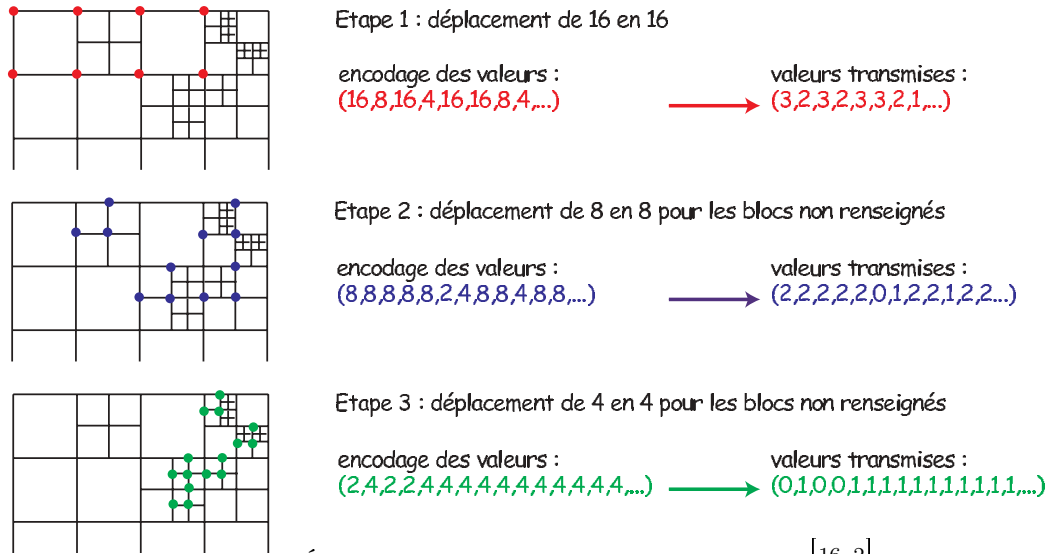 Etape 1 : déplacement de 16 en 16
encodage des valeurs :
valeurs transmises :
(16,8,16,4,16,16,8,4,...)
(3,2,3,2,3,3,2,1,...)
Etape 2 : déplacement de 8 en 8 pour les blocs non renseignés
encodage des valeurs :
valeurs transmises :
(8,8,8,8,8,2,4,8,8,4,8,8,...)
(2,2,2,2,2,0,1,2,2,1,2,2...)
Etape 3 : déplacement de 4 en 4 pour les blocs non renseignés
encodage des valeurs :
valeurs transmises :
(2,4,2,2,4,4,4,4,4,4,4,4,4,4,4,...)
(0,1,0,0,1,1,1,1,1,1,1,1,1,1,1,...)